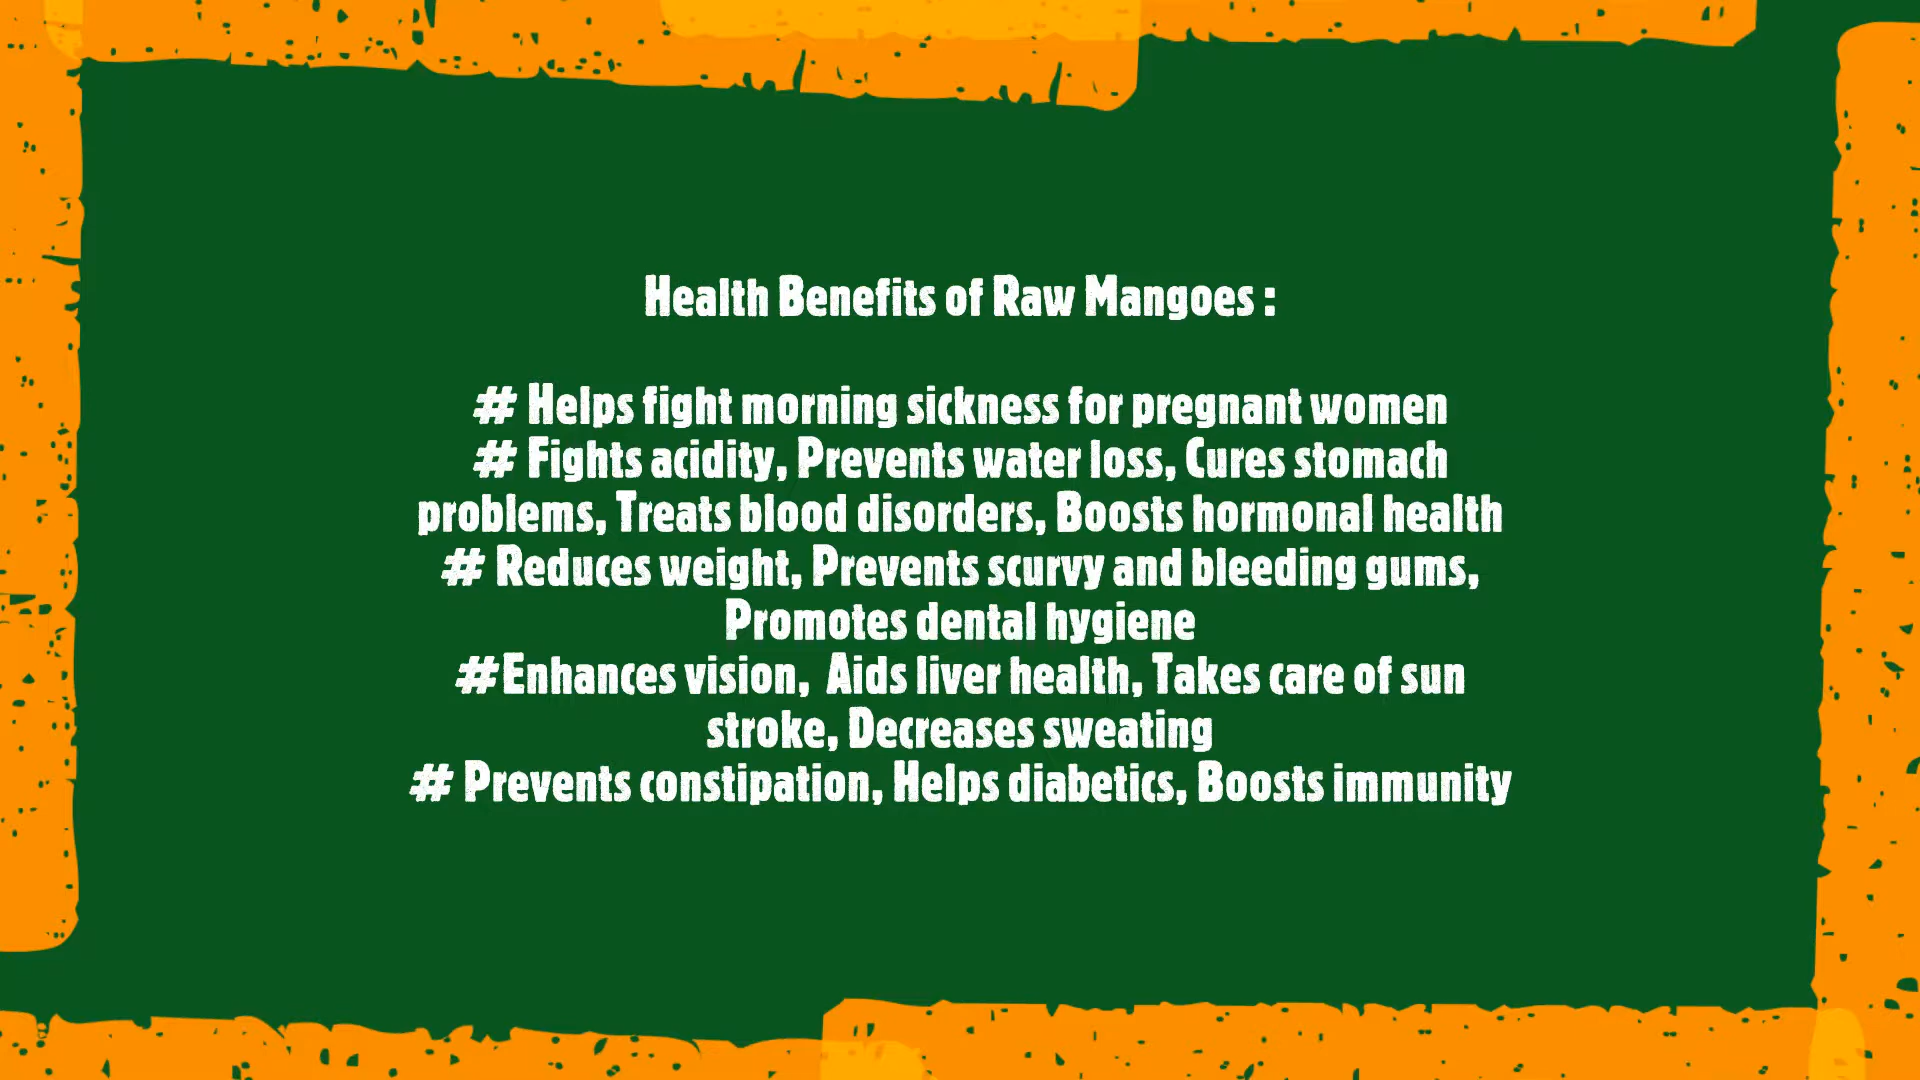 Health Benefits of Raw Mangoes :
# Helps fight morning sickness for pregnant women
# Fights acidity, Prevents water loss, Cures stomach
problems, Treats blood disorders, Boosts hormonal health
# Reduces weight, Prevents scurvy and bleeding gums,
Promotes dental hygiene
#Enhances vision,  Aids liver health, Takes care of sun
stroke, Decreases sweating
# Prevents constipation, Helps diabetics, Boosts immunity